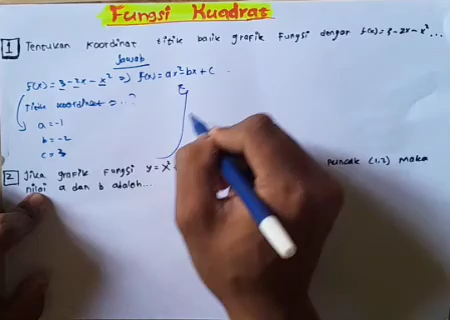 Fungsi Kuadrat
1 Tentukan koordinat titik balik grafik fungsi dengan f(x) = 3 - 2x - x² ...
Jawab
f(x) = 3 - 2x - x² => f(x) = ax² - bx + c
Titik koordinat = ...?
a = -1
b = -2
c = 3
2 Jika grafik fungsi y = x² puncak (1,2) maka
nilai a dan b adalah...